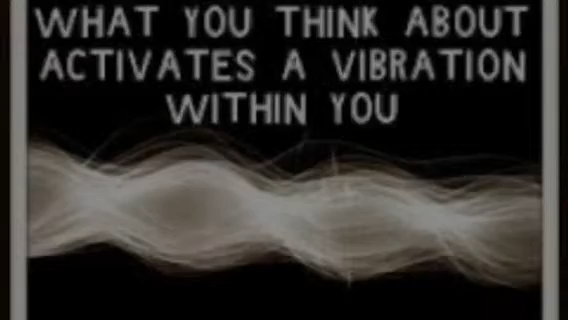 WHAT YOU THINK ABOUT
ACTIVATES A VIBRATION
WITHIN YOU